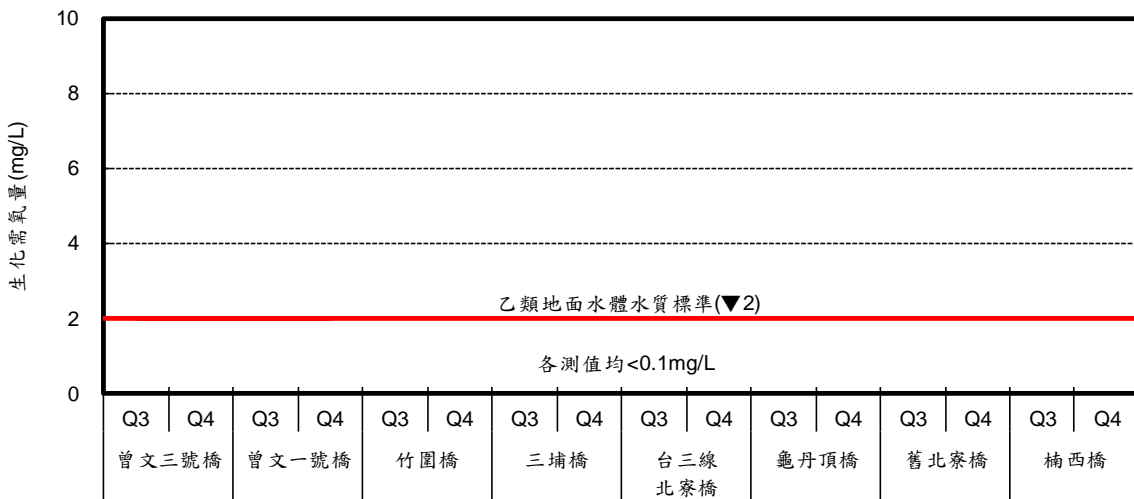 生化需氧量(mg/L)
10
8
6
4
2
0
乙類地面水體水質標準(▼2)
各測值均<0.1mg/L
Q3 Q4 Q3 Q4 Q3 Q4 Q3 Q4 Q3 Q4 Q3 Q4 Q3 Q4 Q3 Q4
曾文三號橋 曾文一號橋 竹圍橋 三埔橋 台三線 龜丹頂橋 舊北寮橋 楠西橋
北寮橋